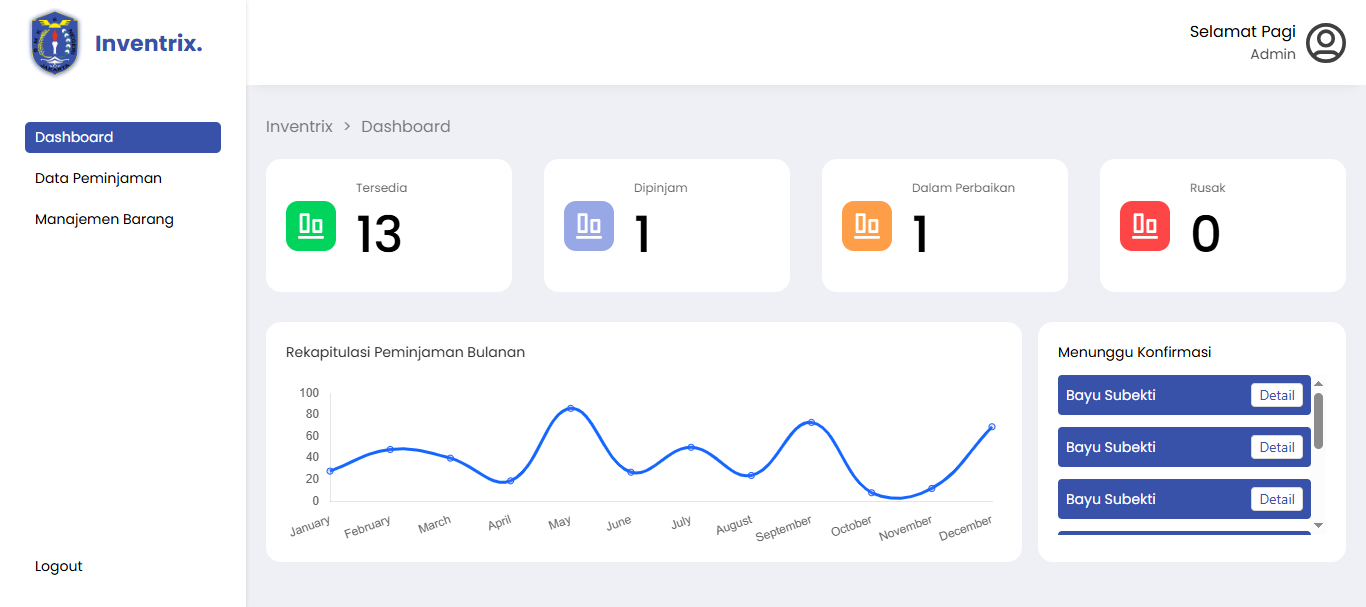 Inventrix.
Selamat Pagi
Admin
Dashboard
Data Peminjaman
Manajemen Barang
Logout
Inventrix > Dashboard
Tersedia
13
Dipinjam
1
Dalam Perbaikan
1
Rusak
0
Rekapitulasi Peminjaman Bulanan
100
80
60
40
20
0
January February March April May June July August September October November December
Menunggu Konfirmasi
Bayu Subekti Detail
Bayu Subekti Detail
Bayu Subekti Detail